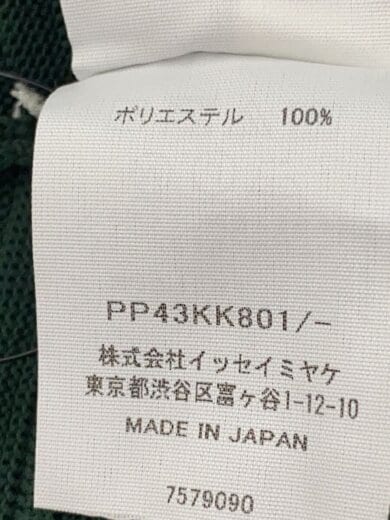 ポリエステル 100%
PP43KK801/-
株式会社イッセイミヤケ
東京都渋谷区富ヶ谷1-12-10
MADE IN JAPAN
7579090